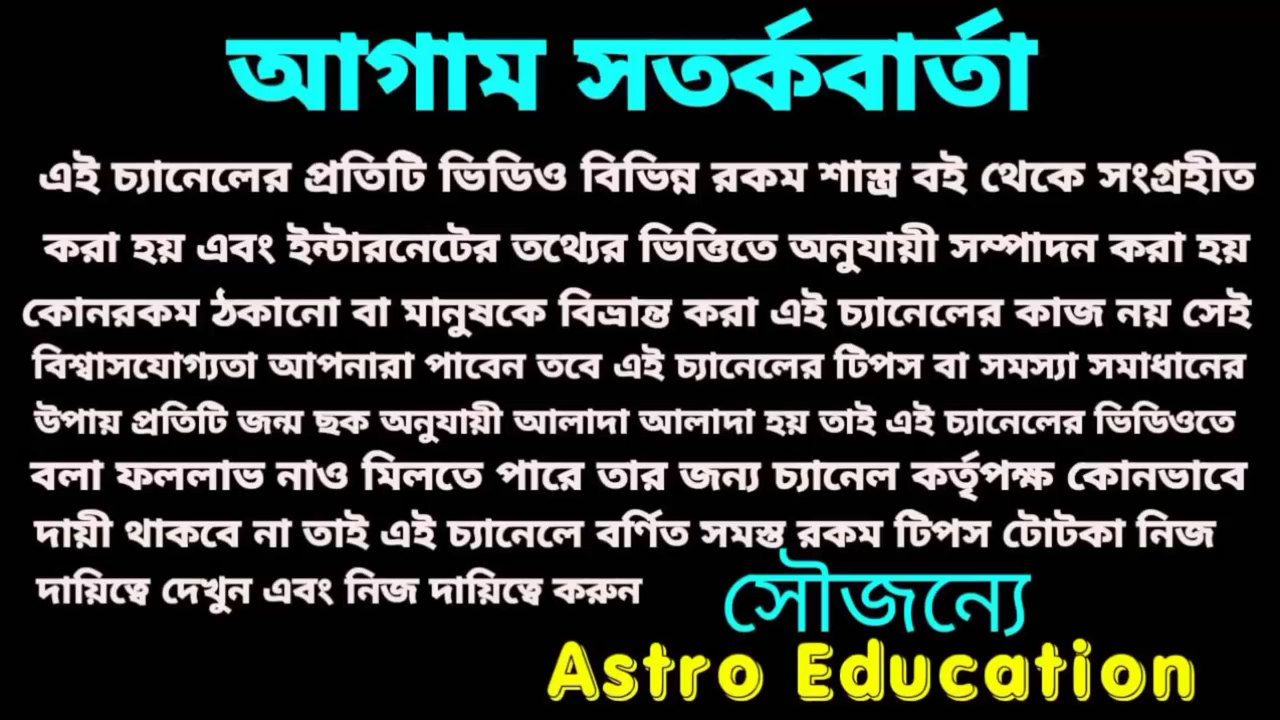 আগাম সতর্কবার্তা
এই চ্যানেলের প্রতিটি ভিডিও বিভিন্ন রকম শাস্ত্র বই থেকে সংগ্রহীত
করা হয় এবং ইন্টারনেটের তথ্যের ভিত্তিতে অনুযায়ী সম্পাদন করা হয়
কোনরকম ঠকানো বা মানুষকে বিভ্রান্ত করা এই চ্যানেলের কাজ নয় সেই
বিশ্বাসযোগ্যতা আপনারা পাবেন তবে এই চ্যানেলের টিপস বা সমস্যা সমাধানের
উপায় প্রতিটি জন্ম ছক অনুযায়ী আলাদা আলাদা হয় তাই এই চ্যানেলের ভিডিওতে
বলা ফললাভ নাও মিলতে পারে তার জন্য চ্যানেল কর্তৃপক্ষ কোনভাবে
দায়ী থাকবে না তাই এই চ্যানেলে বর্ণিত সমস্ত রকম টিপস টোটকা নিজ
দায়িত্বে দেখুন এবং নিজ দায়িত্বে করুন
সৌজন্যে
Astro Education